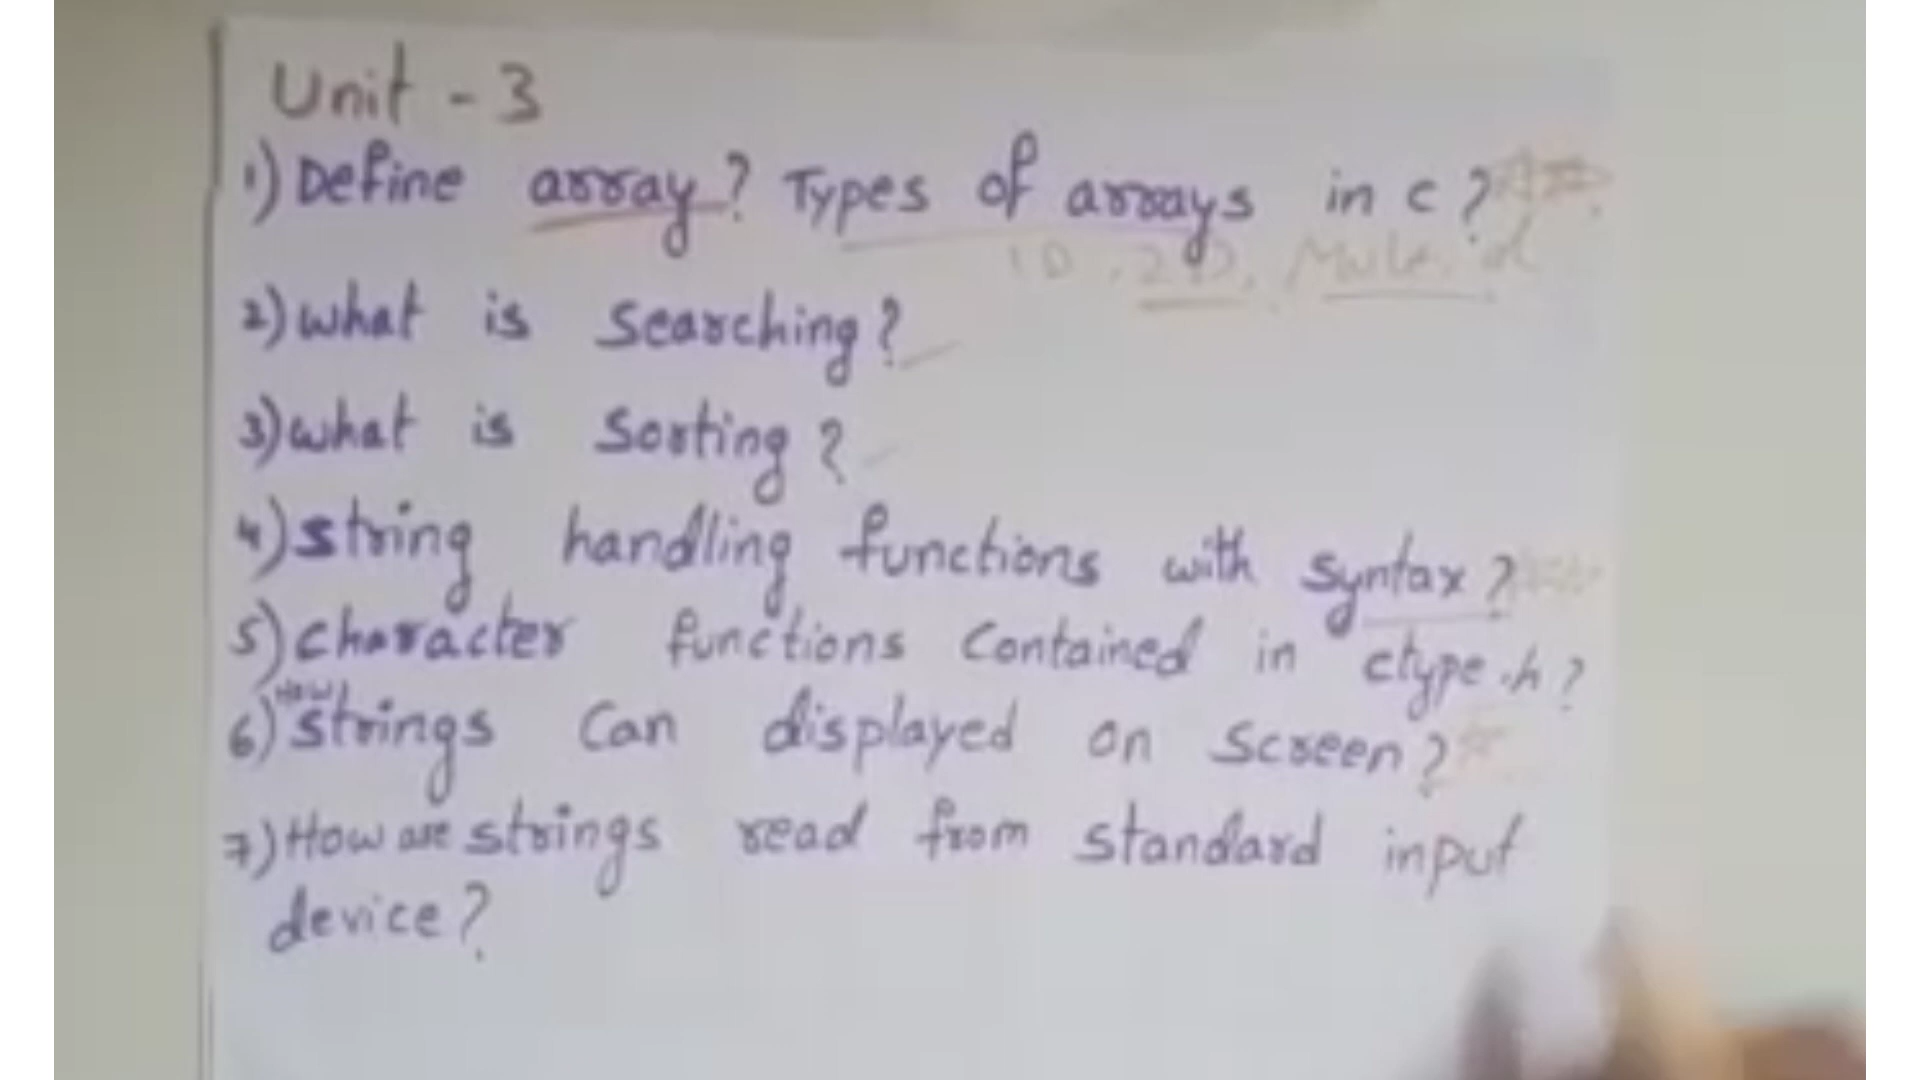 Unit - 3
1) Define array? Types of arrays in c?
1D, 2D, Multi d
2) what is searching?
3) what is sorting?
4) string handling functions with syntax?
5) character functions contained in ctype.h?
6) How strings can displayed on screen?
7) How are strings read from standard input
device?